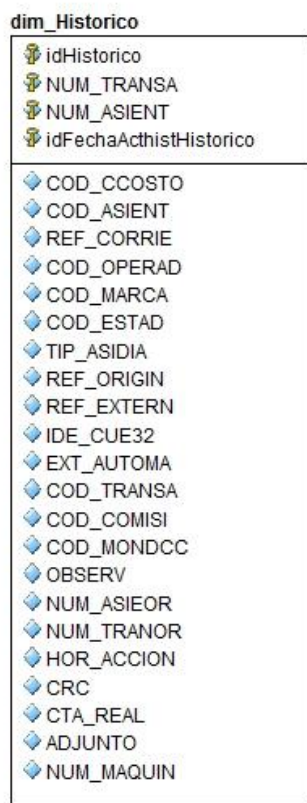 dim_Historico
idHistorico
NUM_TRANSA
NUM_ASIENT
idFechaActhistHistorico
COD_CCOSTO
COD_ASIENT
REF_CORRIE
COD_OPERAD
COD_MARCA
COD_ESTAD
TIP_ASIDIA
REF_ORIGIN
REF_EXTERN
IDE_CUE32
EXT_AUTOMA
COD_TRANSA
COD_COMISI
COD_MONDCC
OBSERV
NUM_ASIEOR
NUM_TRANOR
HOR_ACCION
CRC
CTA_REAL
ADJUNTO
NUM_MAQUIN